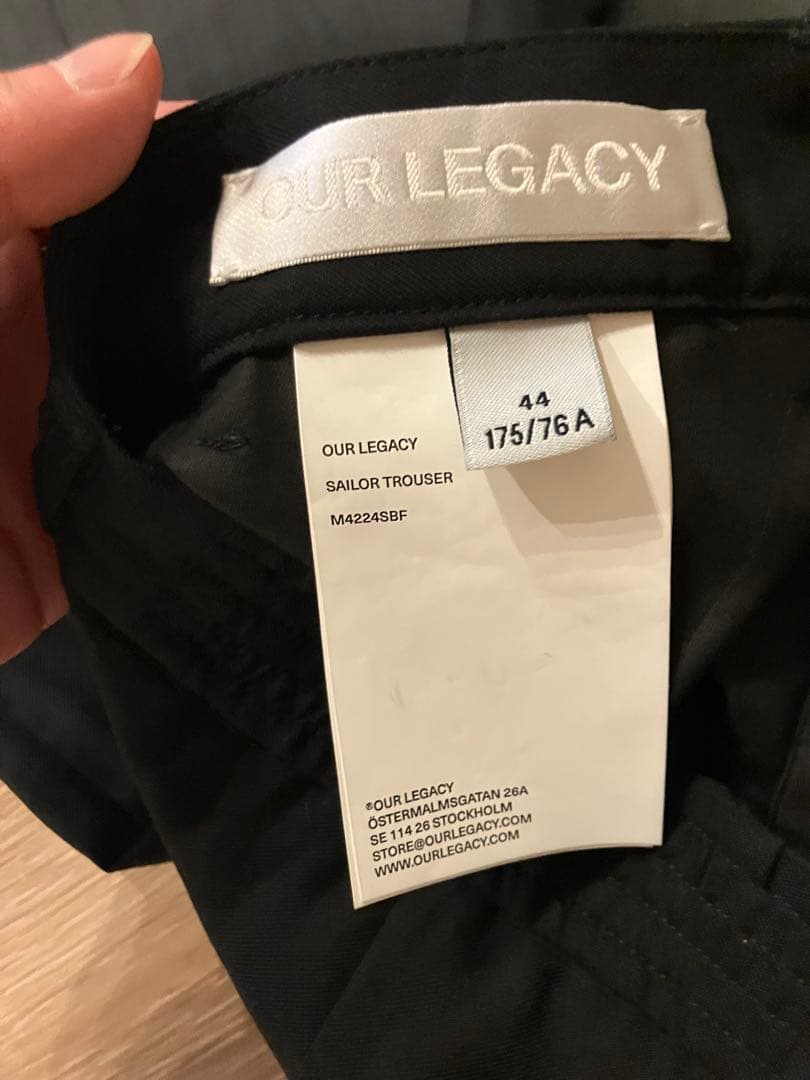 OUR LEGACY
44
175/76 A
OUR LEGACY
SAILOR TROUSER
M4224SBF
®OUR LEGACY
ÖSTERMALMSGATAN 26A
SE 114 26 STOCKHOLM
STORE@OURLEGACY.COM
WWW.OURLEGACY.COM